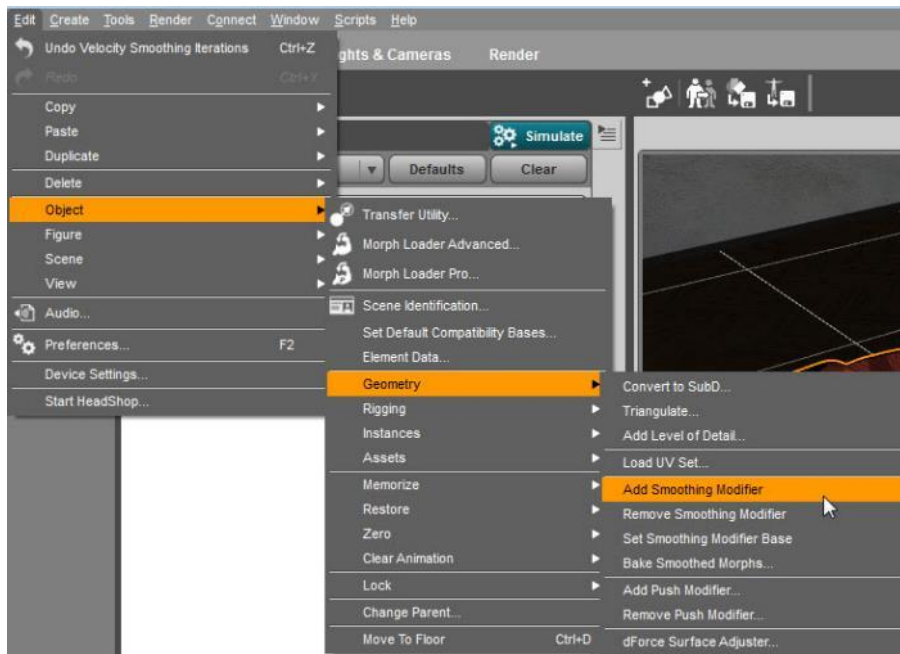 Edit Create Tools Render Connect Window Scripts Help
Undo Velocity Smoothing Iterations Ctrl+Z
ghts & Cameras Render
Redo Ctrl+Y
Copy
Paste
Duplicate
Delete
Object
Figure
Scene
View
Audio...
Preferences... F2
Device Settings...
Start HeadShop...
Simulate
Defaults Clear
Transfer Utility...
Morph Loader Advanced...
Morph Loader Pro...
Scene Identification...
Set Default Compatibility Bases...
Element Data...
Geometry
Rigging
Instances
Assets
Memorize
Restore
Zero
Clear Animation
Lock
Change Parent...
Move To Floor Ctrl+D
Convert to SubD...
Triangulate...
Add Level of Detail...
Load UV Set...
Add Smoothing Modifier
Remove Smoothing Modifier
Set Smoothing Modifier Base
Bake Smoothed Morphs...
Add Push Modifier...
Remove Push Modifier...
dForce Surface Adjuster...